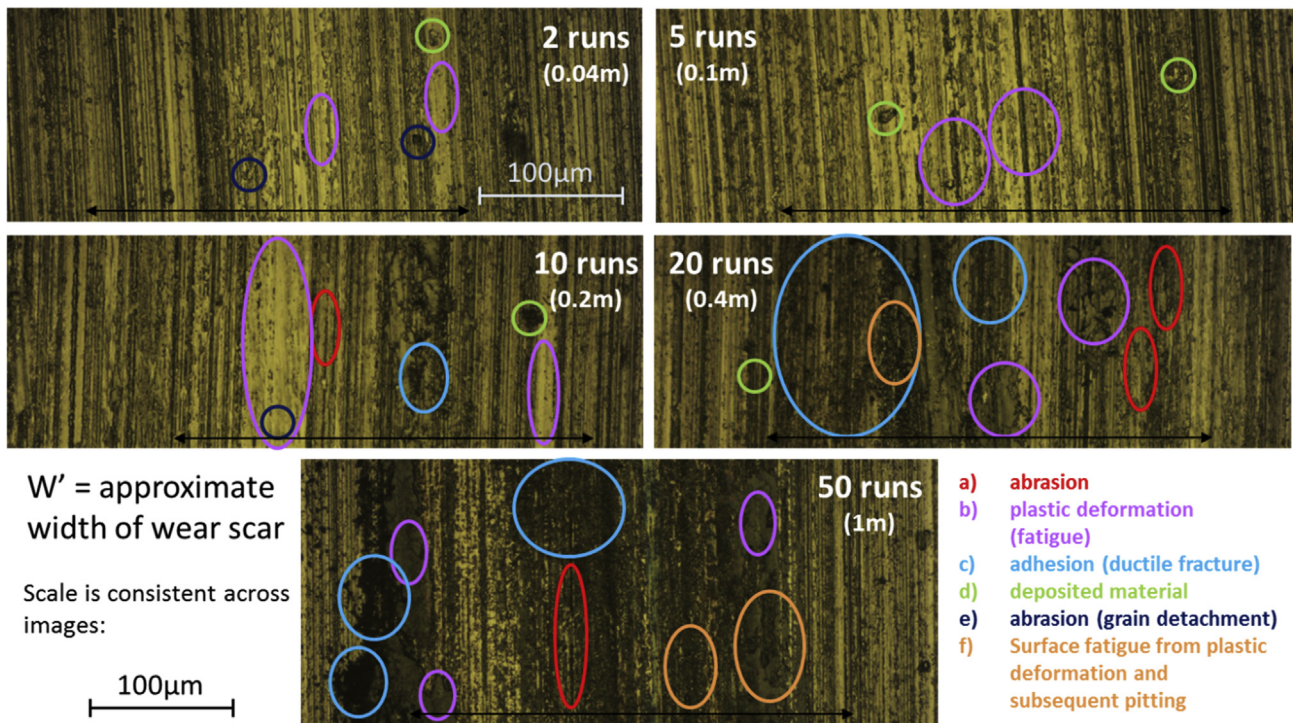 2 runs
(0.04m)
100μm
5 runs
(0.1m)
10 runs
(0.2m)
20 runs
(0.4m)
W' = approximate
width of wear scar
Scale is consistent across
images:
100μm
50 runs
(1m)
a) abrasion
b) plastic deformation
(fatigue)
c) adhesion (ductile fracture)
d) deposited material
e) abrasion (grain detachment)
f) Surface fatigue from plastic
deformation and
subsequent pitting